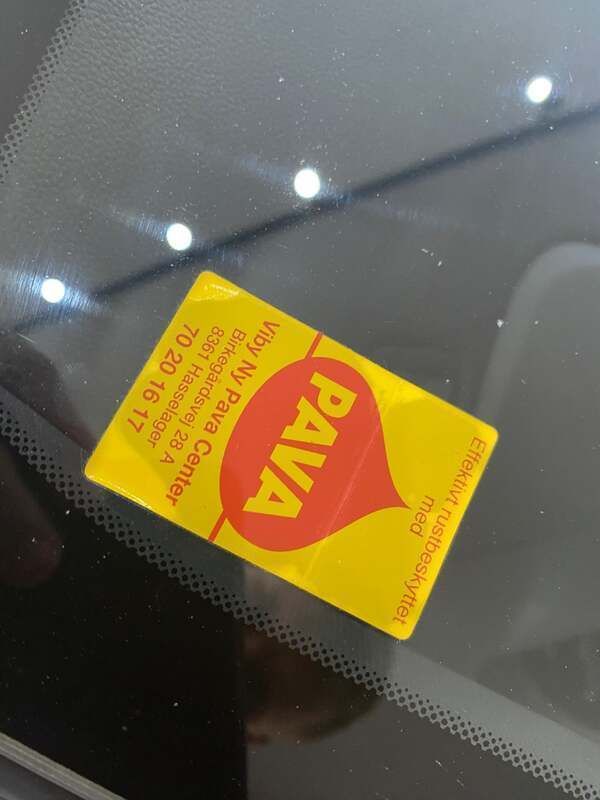 Effektivt rustbeskyttet
med
PAVA
Viby Ny Pava Center
Birkegårdsvej 28 A
8361 Hasselager
70 20 16 17